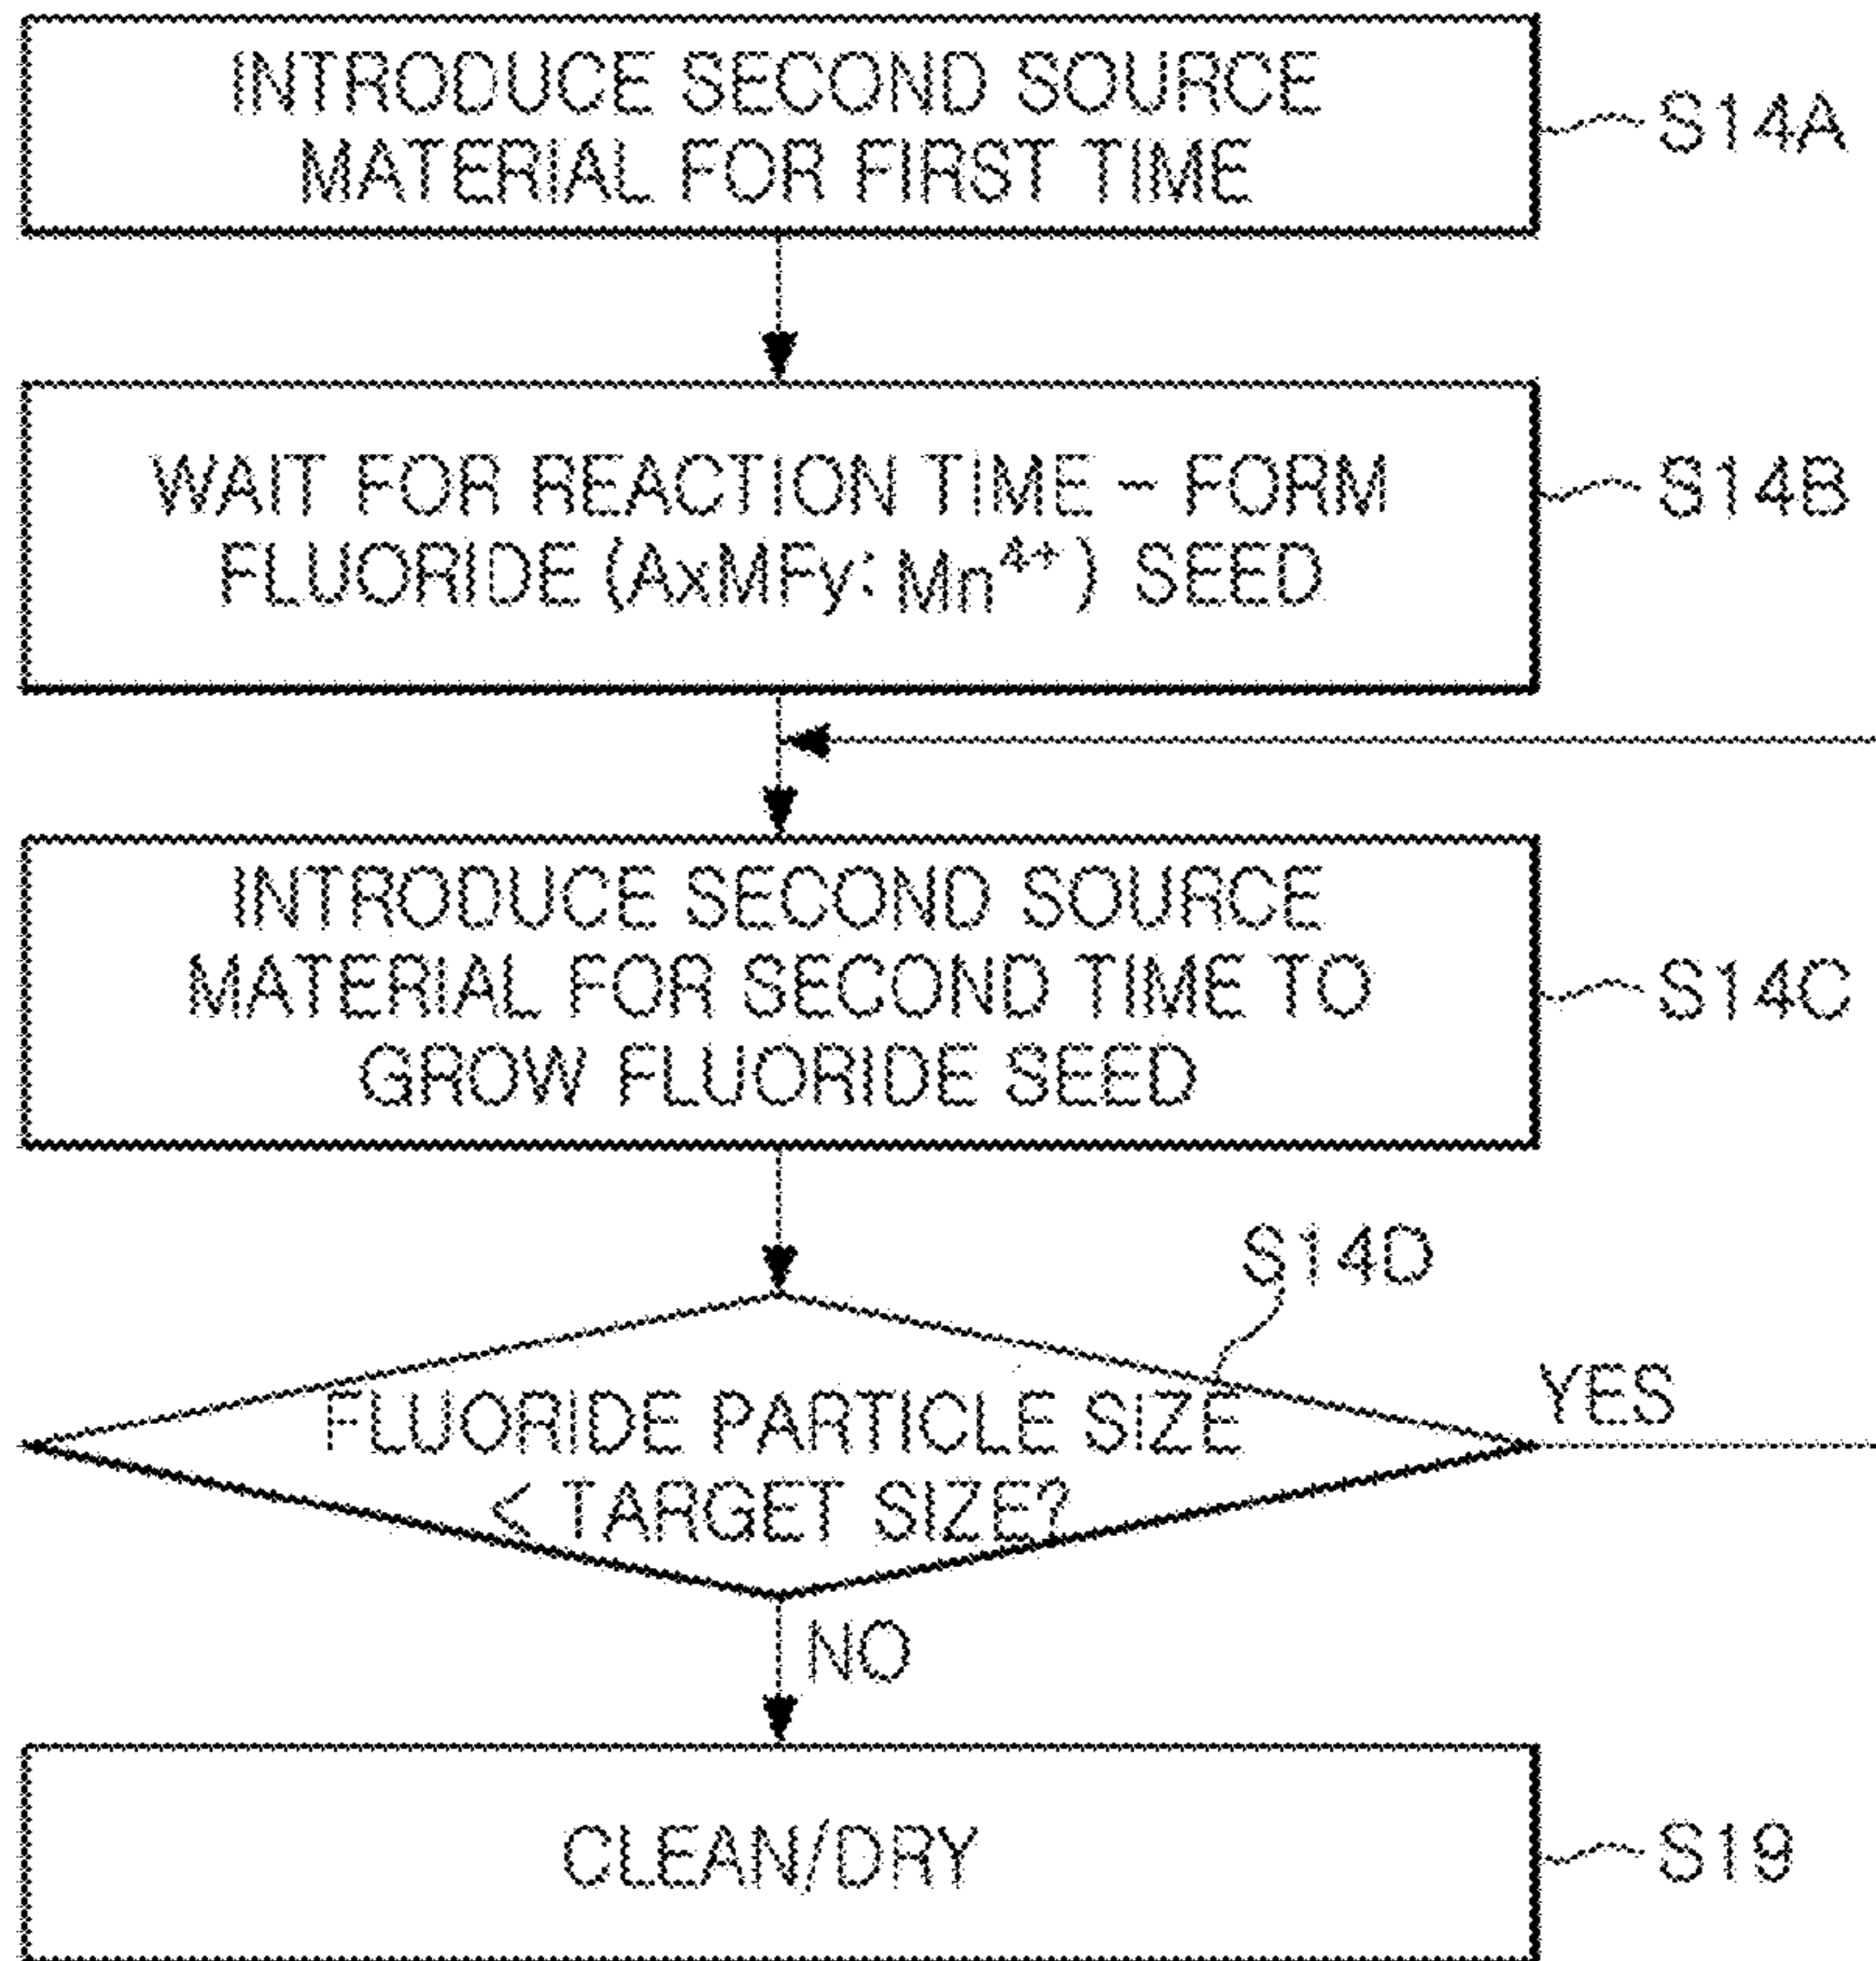 INTRODUCE SECOND SOURCE
MATERIAL FOR FIRST TIME
S14A
WAIT FOR REACTION TIME - FORM
FLUORIDE (AxMFy: Mn⁴⁺) SEED
S14B
INTRODUCE SECOND SOURCE
MATERIAL FOR SECOND TIME TO
GROW FLUORIDE SEED
S14C
S14D
FLUORIDE PARTICLE SIZE
< TARGET SIZE?
YES
NO
CLEAN/DRY
S19